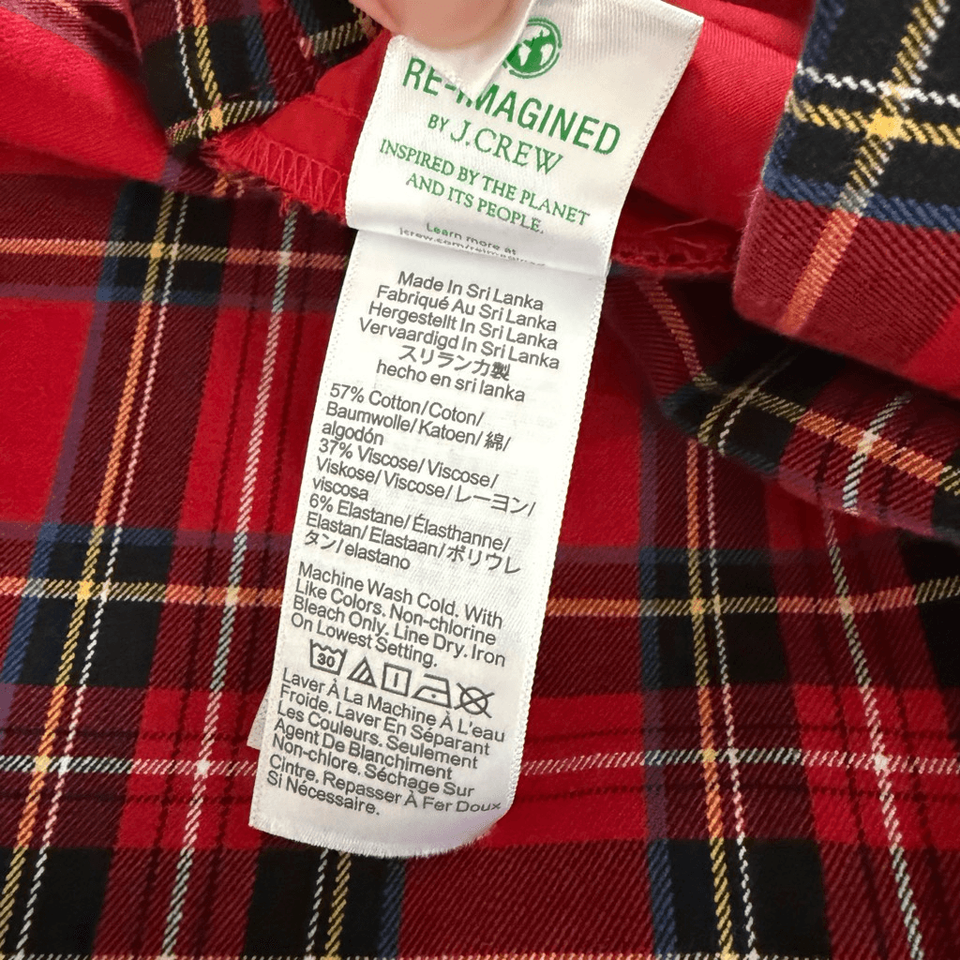 RE-IMAGINED
BY J.CREW
INSPIRED BY THE PLANET
AND ITS PEOPLE.
Learn more at
jcrew.com/reimagined
Made In Sri Lanka
Fabriqué Au Sri Lanka
Hergestellt In Sri Lanka
Vervaardigd In Sri Lanka
スリランカ製
hecho en sri lanka
57% Cotton/Coton/
Baumwolle/Katoen/綿/
algodón
37% Viscose/Viscose/
Viskose/Viscose/レーヨン/
viscosa
6% Elastane/Élasthanne/
Elastan/Elastaan/ポリウレ
タン/elastano
Machine Wash Cold. With
Like Colors. Non-chlorine
Bleach Only. Line Dry. Iron
On Lowest Setting.
30
Laver À La Machine À L'eau
Froide. Laver En Séparant
Les Couleurs. Seulement
Agent De Blanchiment
Non-chlore. Séchage Sur
Cintre. Repasser À Fer Doux
Si Nécessaire.